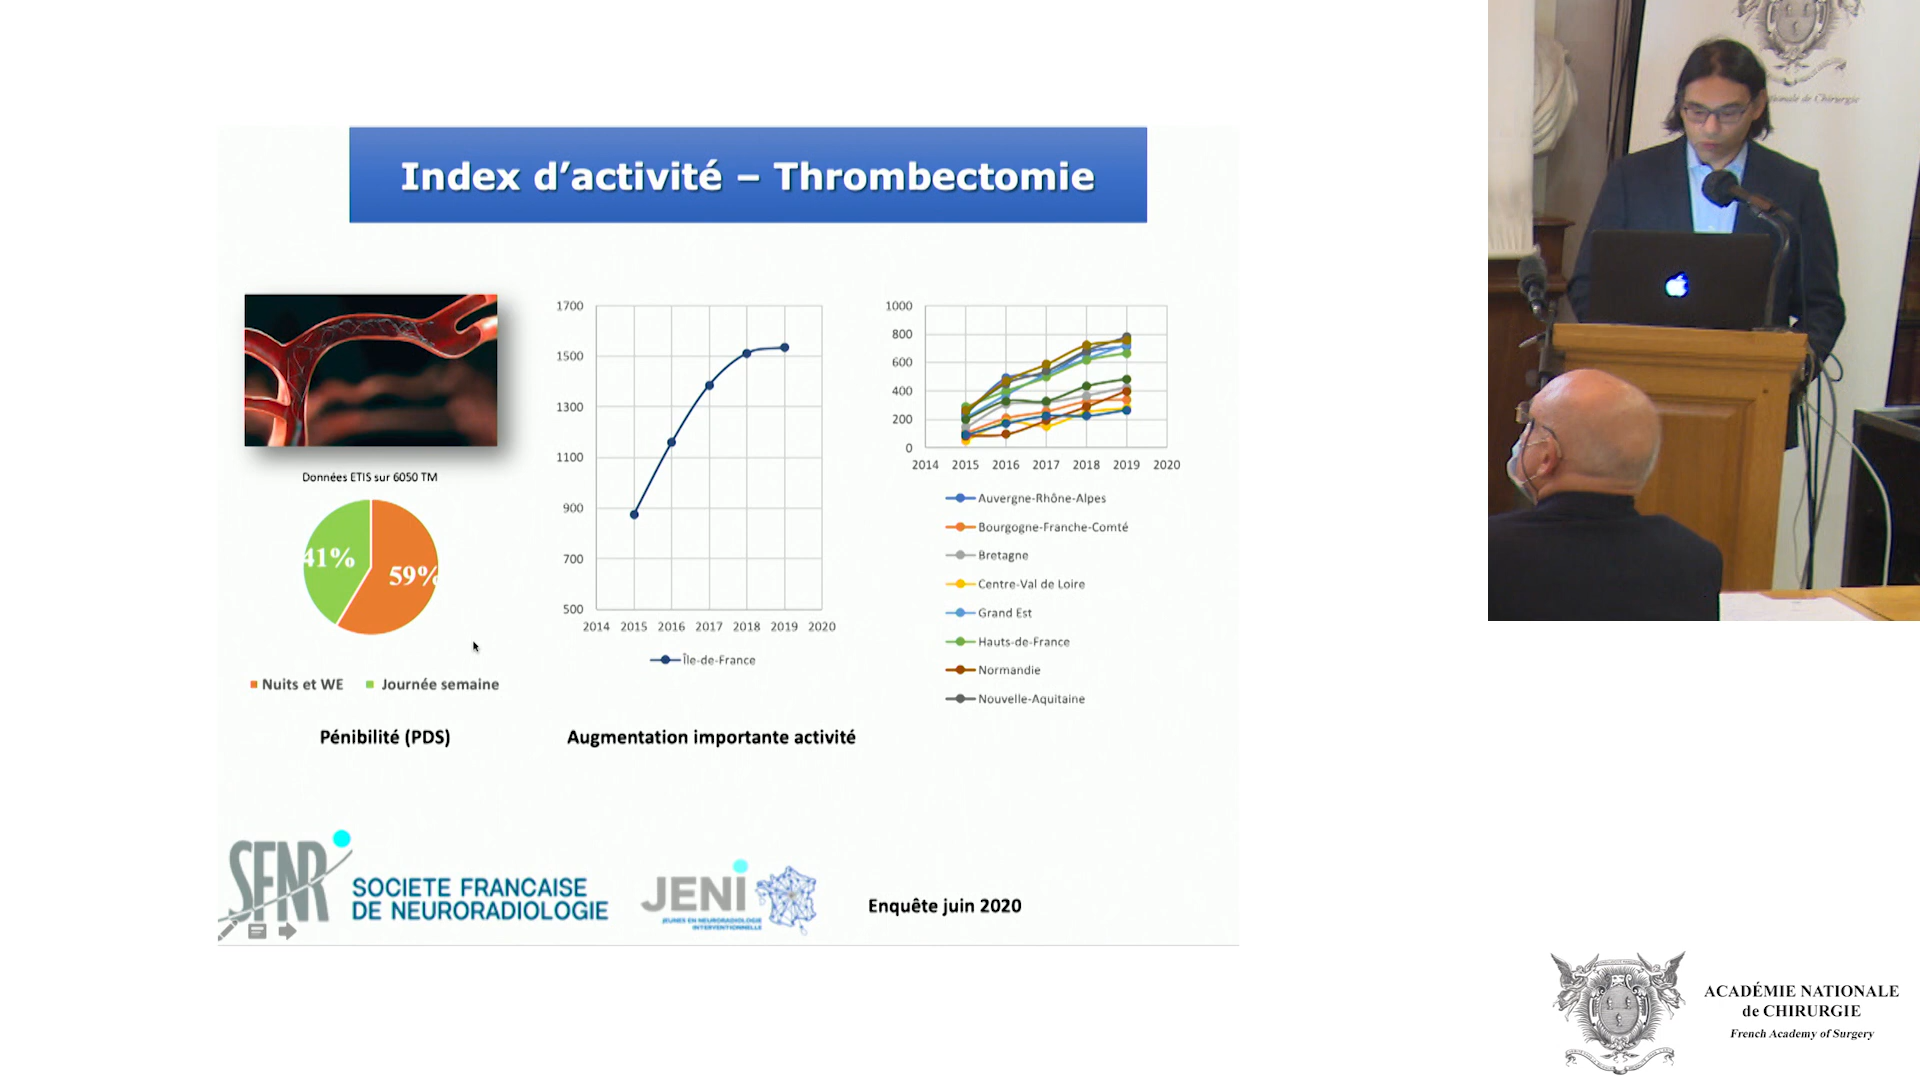 Index d'activité – Thrombectomie
Données ETIS sur 6050 TM
41%
59%
Nuits et WE
Journée semaine
Pénibilité (PDS)
1700
1500
1300
1100
900
700
500
2014 2015 2016 2017 2018 2019 2020
Île-de-France
Augmentation importante activité
1000
800
600
400
200
0
2014 2015 2016 2017 2018 2019 2020
Auvergne-Rhône-Alpes
Bourgogne-Franche-Comté
Bretagne
Centre-Val de Loire
Grand Est
Hauts-de-France
Normandie
Nouvelle-Aquitaine
SFNR
SOCIETE FRANCAISE
DE NEURORADIOLOGIE
JENI
JEUNES EN NEURORADIOLOGIE
INTERVENTIONNELLE
Enquête juin 2020
de Chirurgie
ACADÉMIE NATIONALE
de CHIRURGIE
French Academy of Surgery